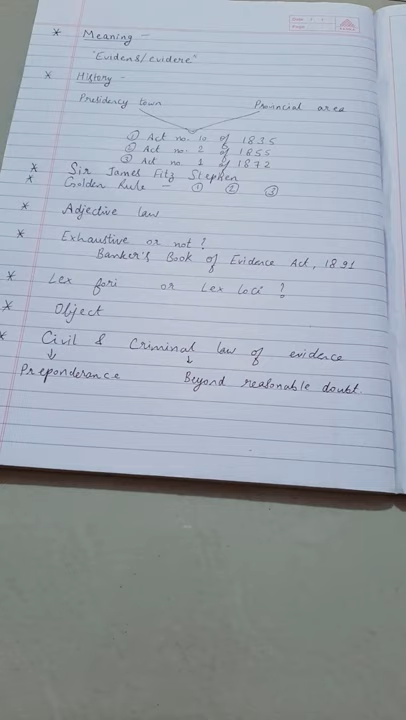 * Meaning -
"Evidens/evidere"
* History -
Presidency town Provincial area
① Act no. 10 of 1835
② Act no. 2 of 1855
③ Act no. 1 of 1872
* Sir James Fitz Stephen
* Golden Rule - ① ② ③
* Adjective law
* Exhaustive or not?
Banker's Book of Evidence Act, 1891
* Lex fori or Lex loci?
* Object
* Civil & Criminal law of evidence
↓ ↓
Preponderance Beyond reasonable doubt.